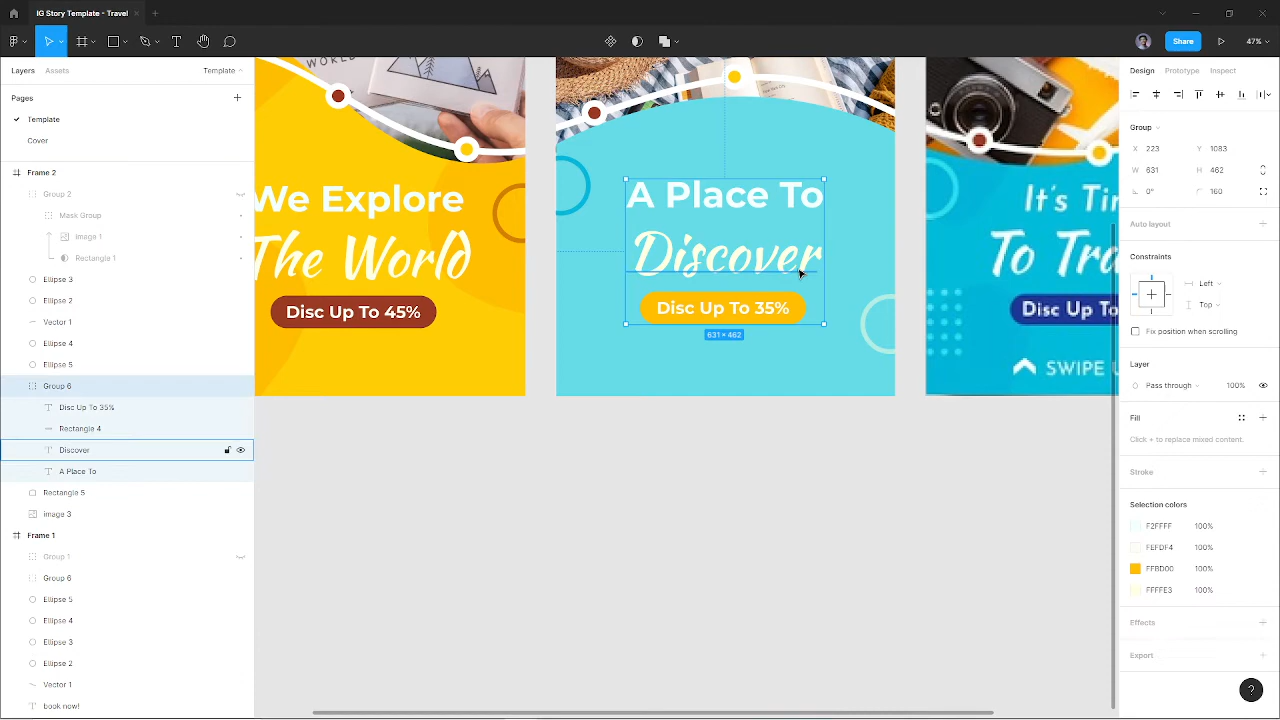 IG Story Template - Travel
Share
47%
Layers
Assets
Template
Pages
Template
Cover
Frame 2
Group 2
Mask Group
Image 1
Rectangle 1
Ellipse 3
Ellipse 2
Vector 1
Ellipse 4
Ellipse 5
Group 6
Disc Up To 35%
Rectangle 4
Discover
A Place To
Rectangle 5
image 3
Frame 1
Group 1
Group 6
Ellipse 5
Ellipse 4
Ellipse 3
Ellipse 2
Vector 1
book now!
WORL
We Explore
The World
Disc Up To 45%
A Place To
Discover
Disc Up To 35%
631 × 462
It's Ti
To Tra
Disc Up To
SWIPE U
Design
Prototype
Inspect
Group
X 223
Y 1083
W 631
H 462
0°
160
Auto layout
Constraints
Left
Top
Fix position when scrolling
Layer
Pass through
100%
Fill
Click + to replace mixed content.
Stroke
Selection colors
F2FFFF 100%
FEFDF4 100%
FFBD00 100%
FFFFE3 100%
Effects
Export
?